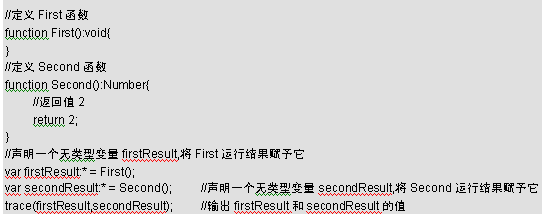 //定义 First 函数
function First():void{
}
//定义 Second 函数
function Second():Number{
//返回值 2
return 2;
}
//声明一个无类型变量 firstResult,将 First 运行结果赋予它
var firstResult:* = First();
var secondResult:* = Second(); //声明一个无类型变量 secondResult,将 Second 运行结果赋予它
trace(firstResult,secondResult); //输出 firstResult 和 secondResult 的值